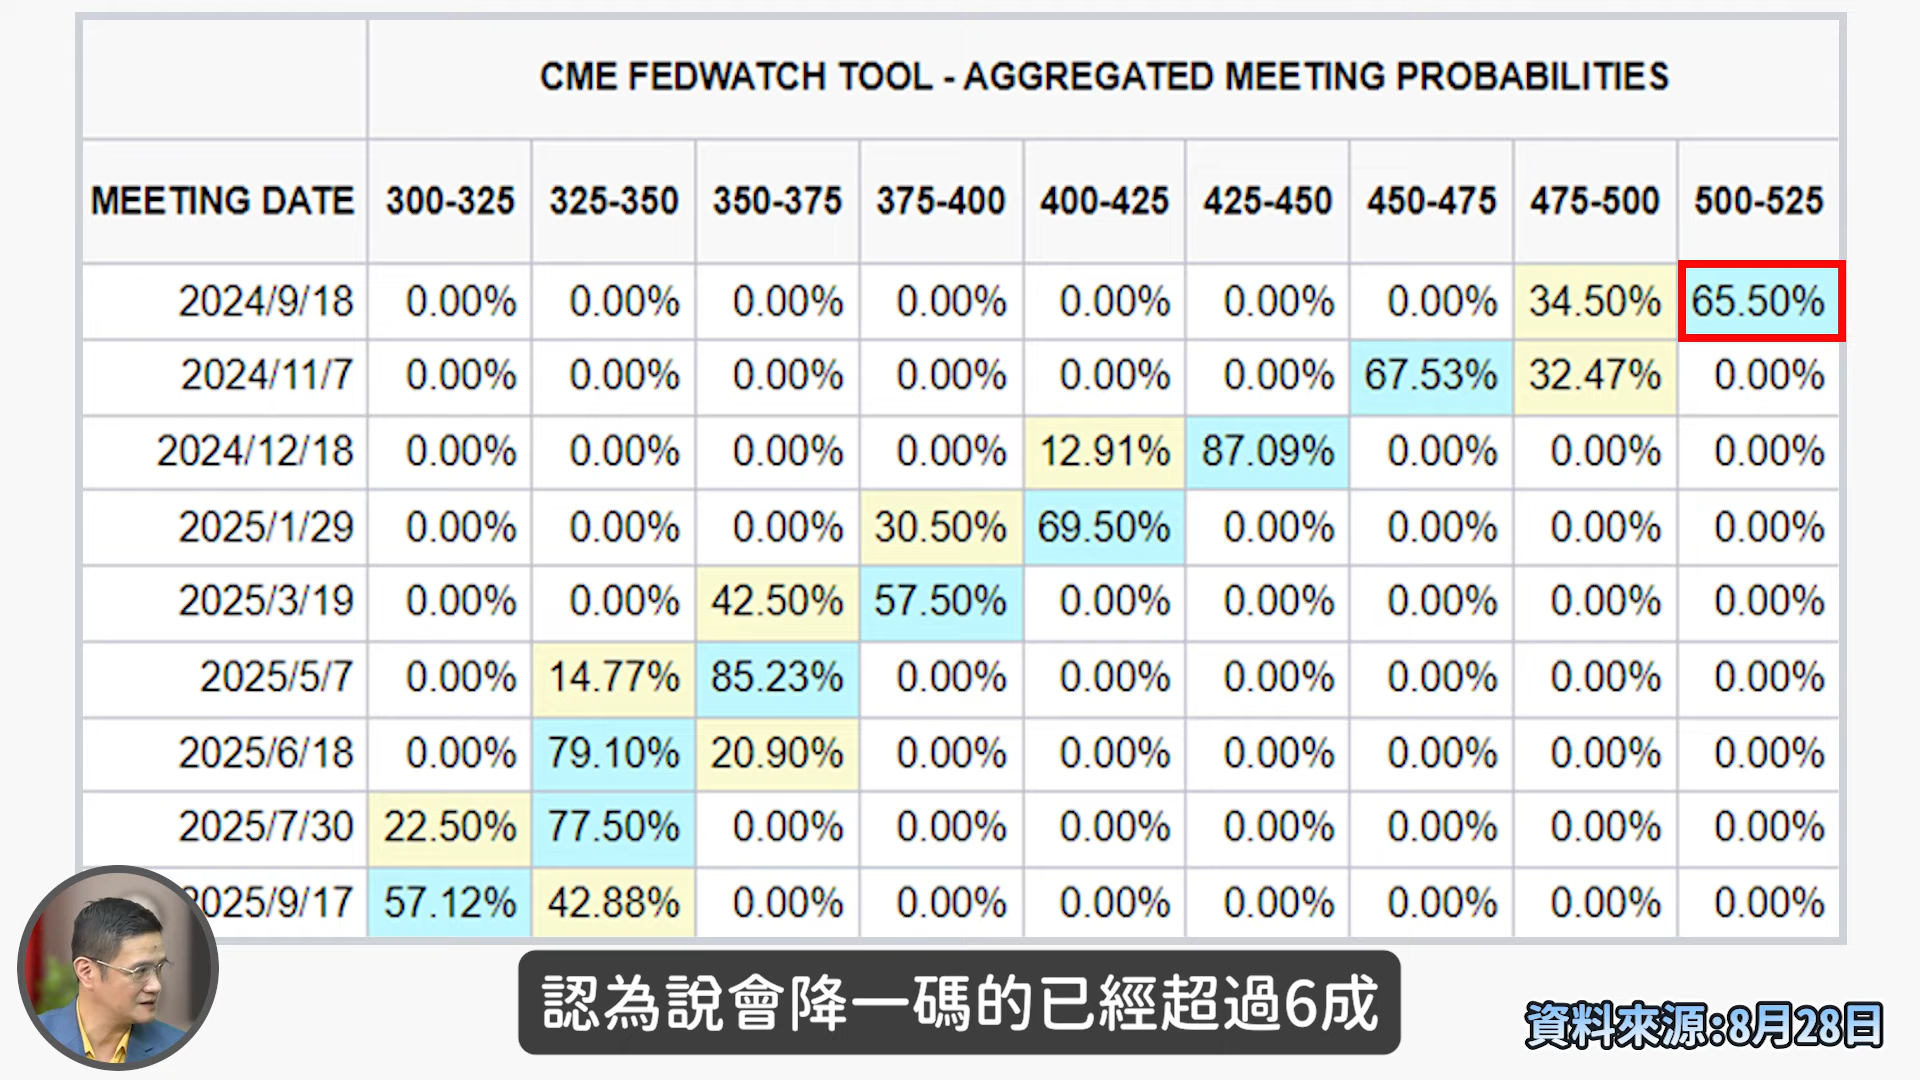 CME FEDWATCH TOOL - AGGREGATED MEETING PROBABILITIES
MEETING DATE 300-325 325-350 350-375 375-400 400-425 425-450 450-475 475-500 500-525
2024/9/18 0.00% 0.00% 0.00% 0.00% 0.00% 0.00% 0.00% 34.50% 65.50%
2024/11/7 0.00% 0.00% 0.00% 0.00% 0.00% 0.00% 67.53% 32.47% 0.00%
2024/12/18 0.00% 0.00% 0.00% 0.00% 12.91% 87.09% 0.00% 0.00% 0.00%
2025/1/29 0.00% 0.00% 0.00% 30.50% 69.50% 0.00% 0.00% 0.00% 0.00%
2025/3/19 0.00% 0.00% 42.50% 57.50% 0.00% 0.00% 0.00% 0.00% 0.00%
2025/5/7 0.00% 14.77% 85.23% 0.00% 0.00% 0.00% 0.00% 0.00% 0.00%
2025/6/18 0.00% 79.10% 20.90% 0.00% 0.00% 0.00% 0.00% 0.00% 0.00%
2025/7/30 22.50% 77.50% 0.00% 0.00% 0.00% 0.00% 0.00% 0.00% 0.00%
025/9/17 57.12% 42.88% 0.00% 0.00% 0.00% 0.00% 0.00% 0.00% 0.00%
認為說會降一碼的已經超過6成
資料來源:8月28日